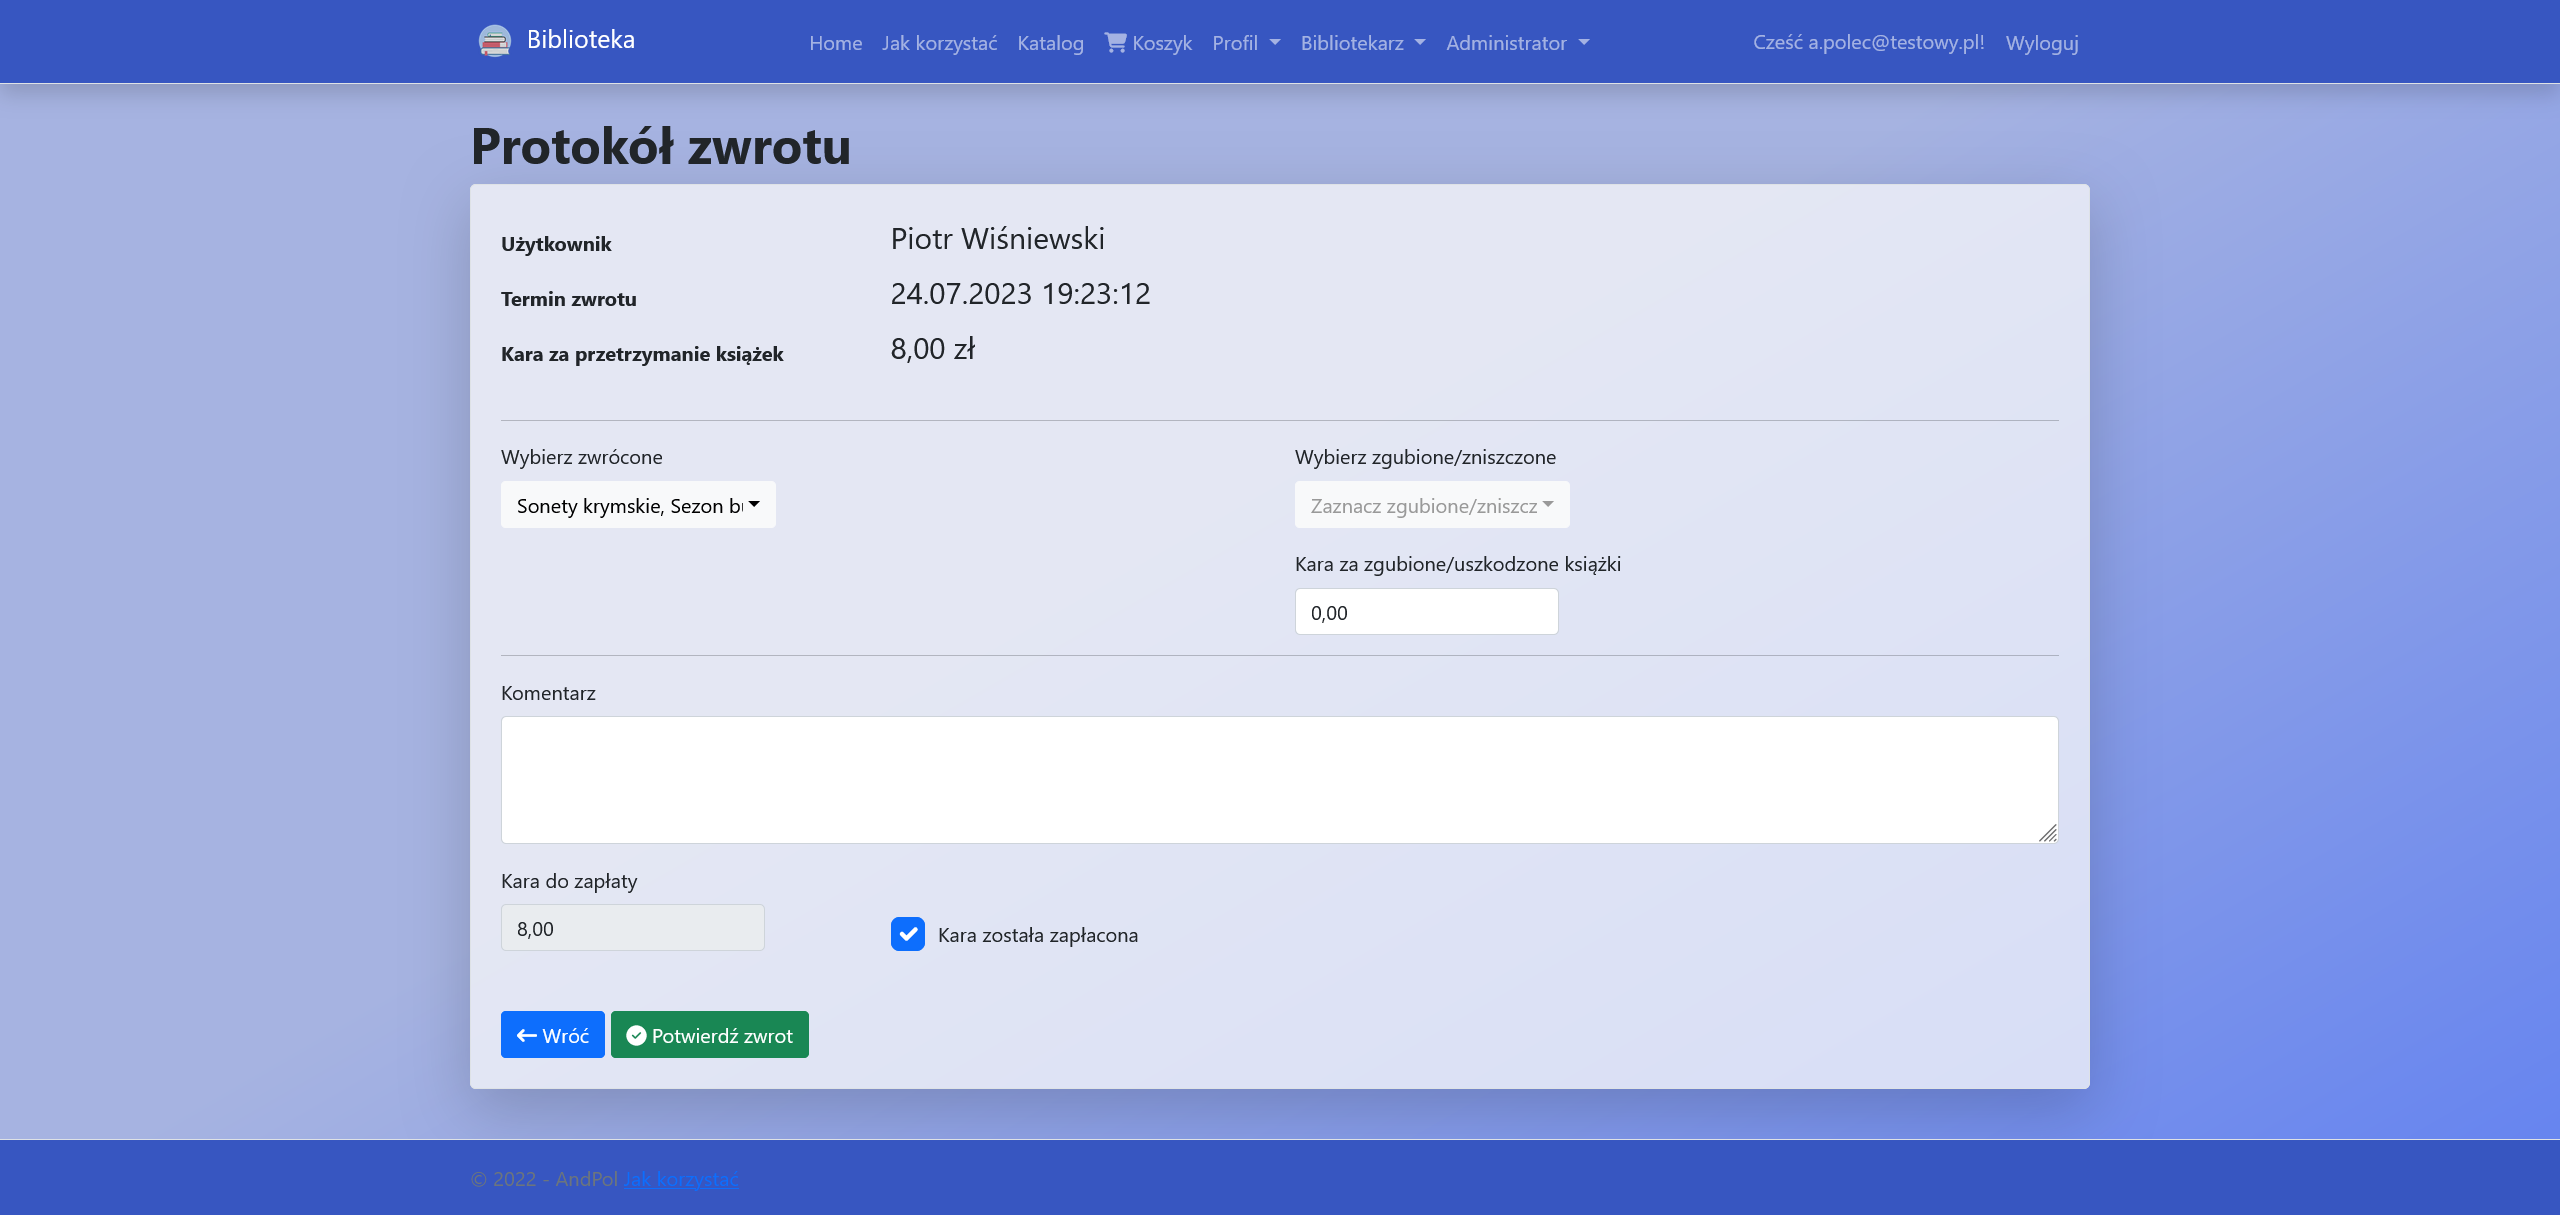 Biblioteka
Home Jak korzystać Katalog Koszyk Profil Bibliotekarz Administrator
Cześć a.polec@testowy.pl! Wyloguj
Protokół zwrotu
Użytkownik Piotr Wiśniewski
Termin zwrotu 24.07.2023 19:23:12
Kara za przetrzymanie książek 8,00 zł
Wybierz zwrócone
Sonety krymskie, Sezon
Wybierz zgubione/zniszczone
Zaznacz zgubione/zniszcz
Kara za zgubione/uszkodzone książki
0,00
Komentarz
Kara do zapłaty
8,00
Kara została zapłacona
Wróć Potwierdź zwrot
© 2022 - AndPol Jak korzystać